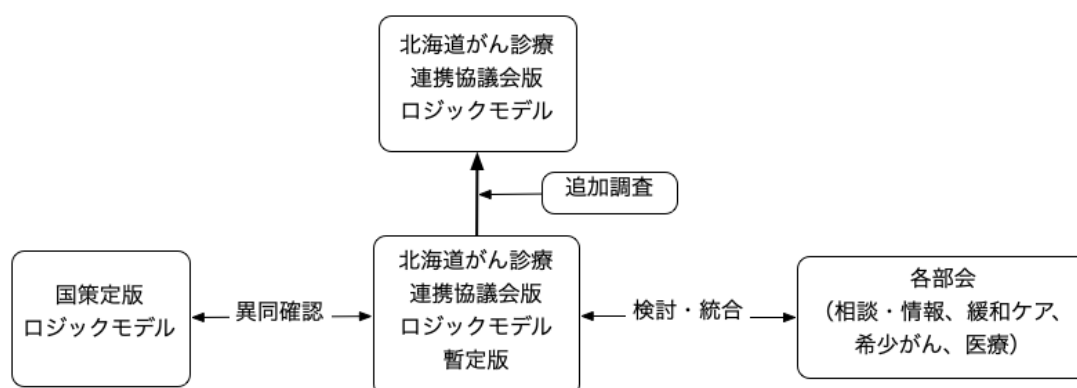 北海道がん診療
連携協議会版
ロジックモデル
追加調査
国策定版
ロジックモデル
異同確認
北海道がん診療
連携協議会版
ロジックモデル
暫定版
検討・統合
各部会
（相談・情報、緩和ケア、
希少がん、医療）